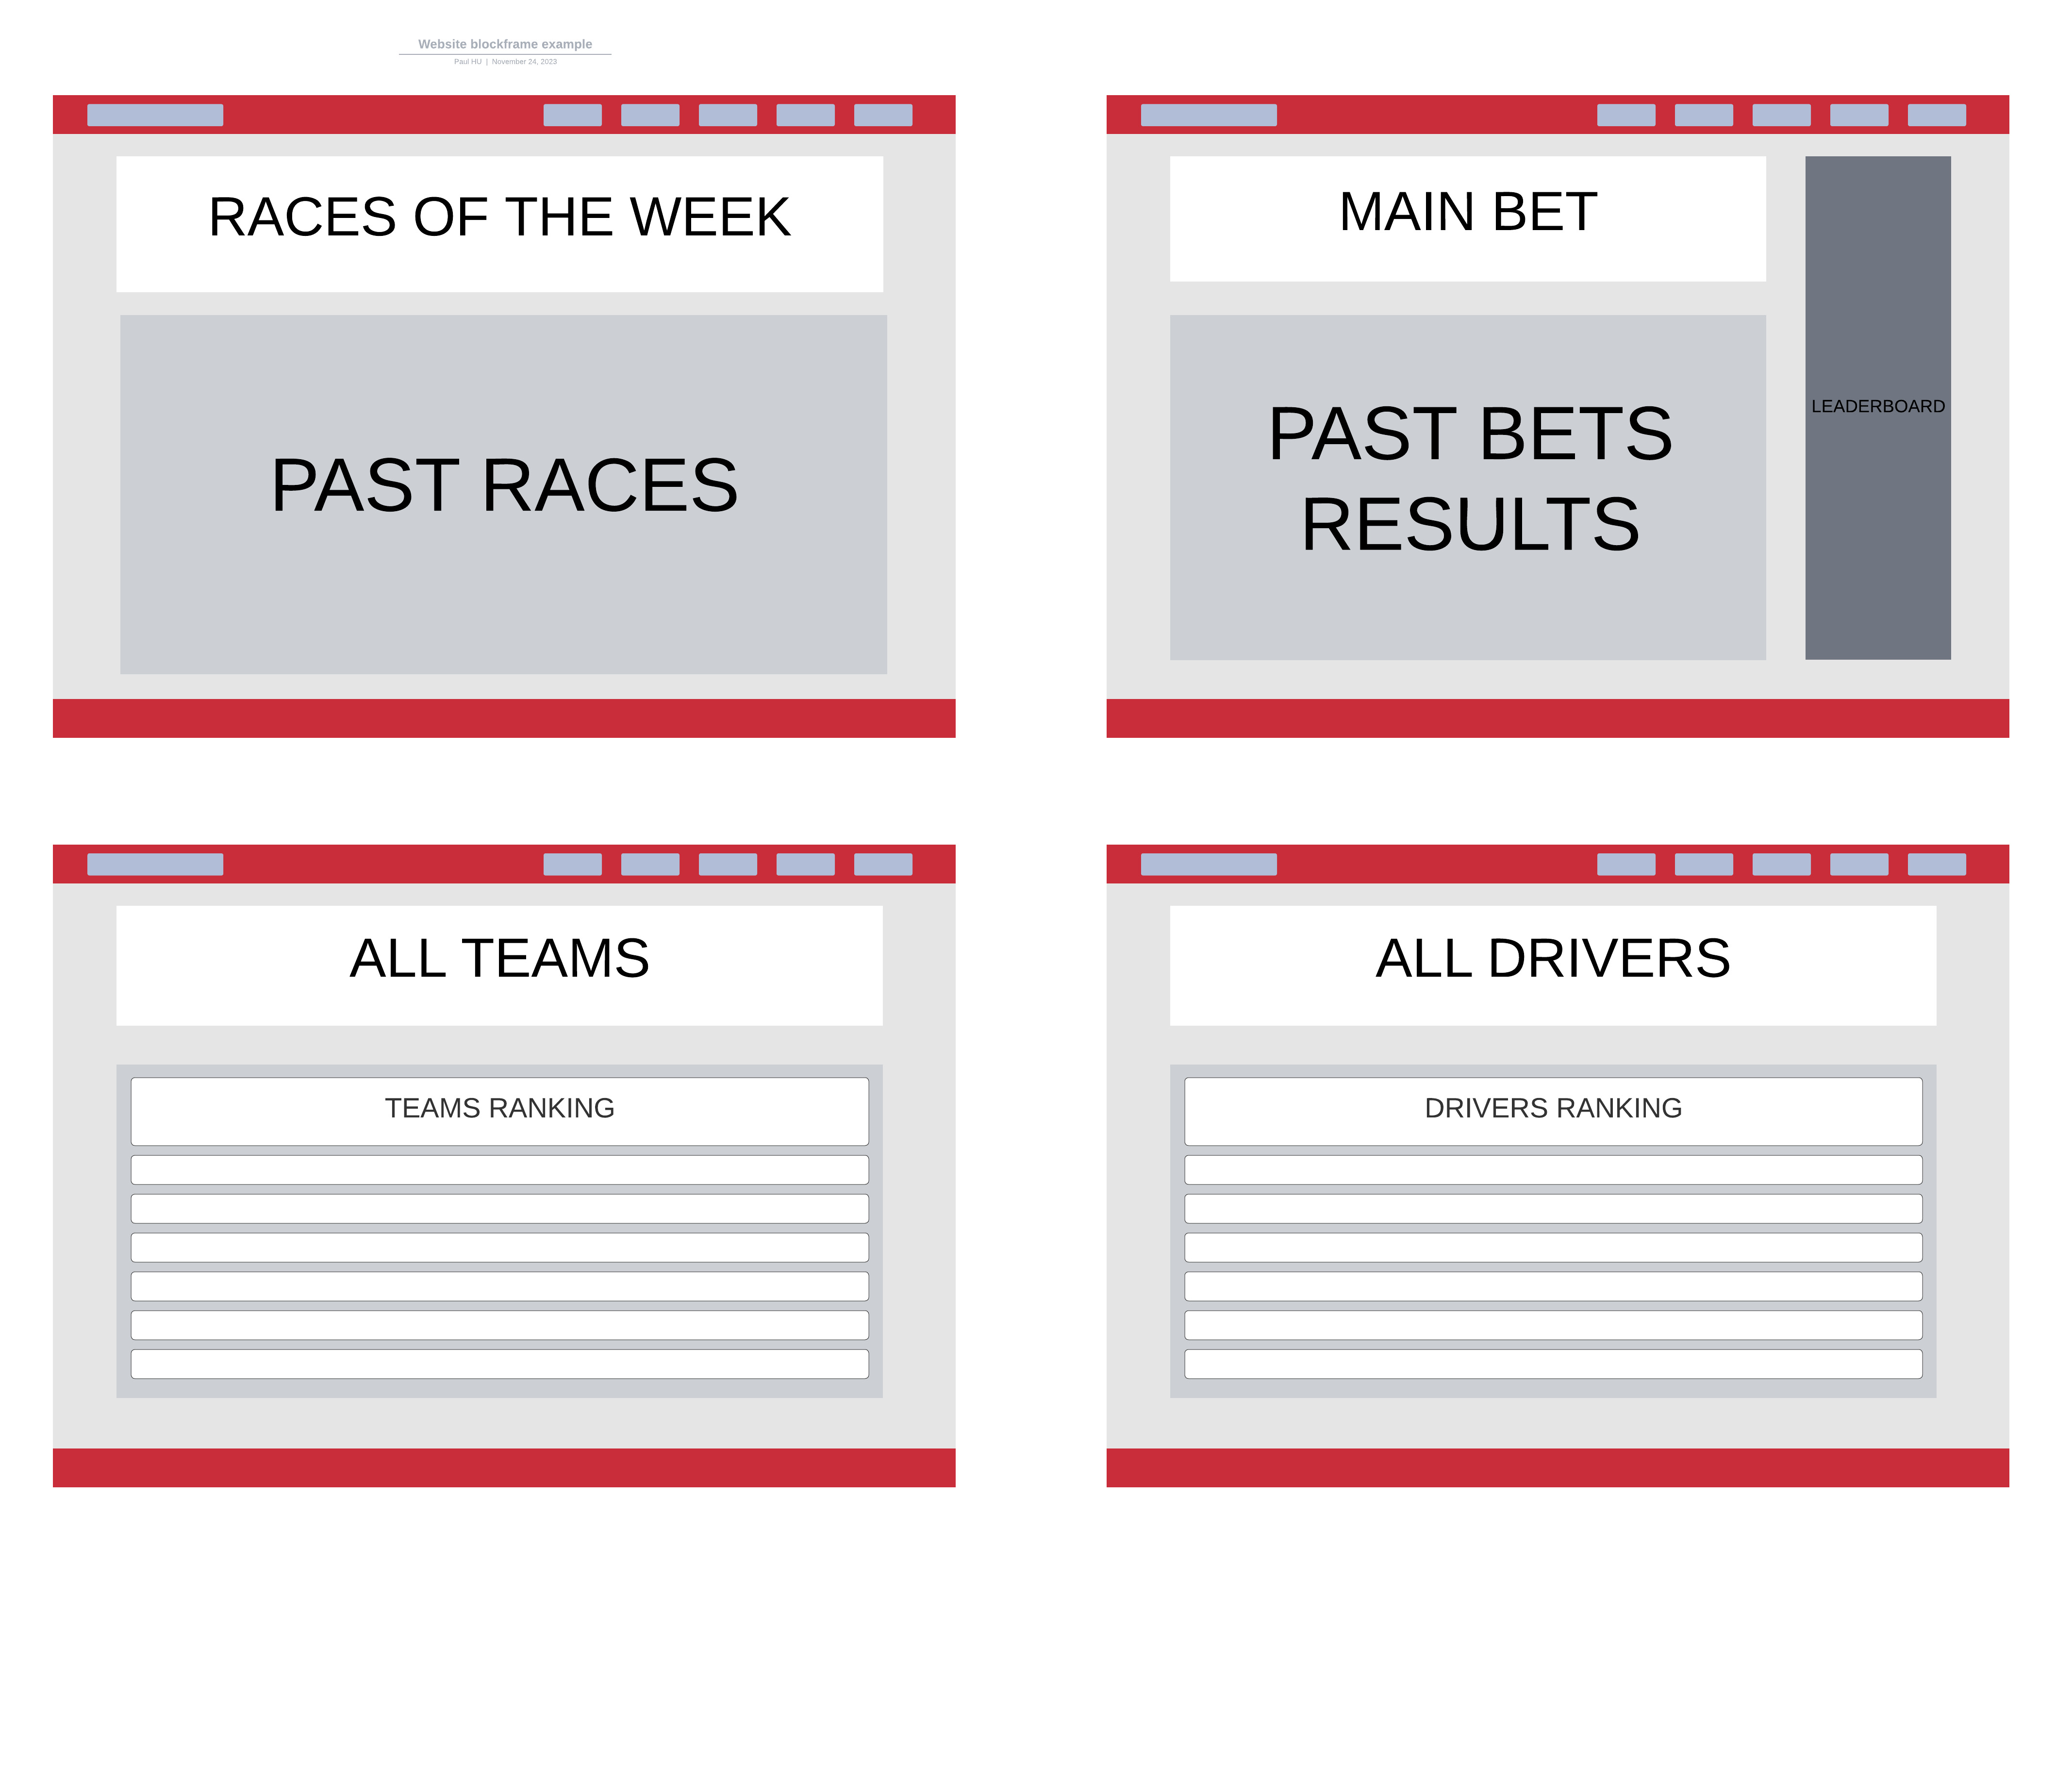 Website blockframe example
Paul HU | November 24, 2023
RACES OF THE WEEK
PAST RACES
MAIN BET
PAST BETS
RESULTS
LEADERBOARD
ALL TEAMS
TEAMS RANKING
ALL DRIVERS
DRIVERS RANKING